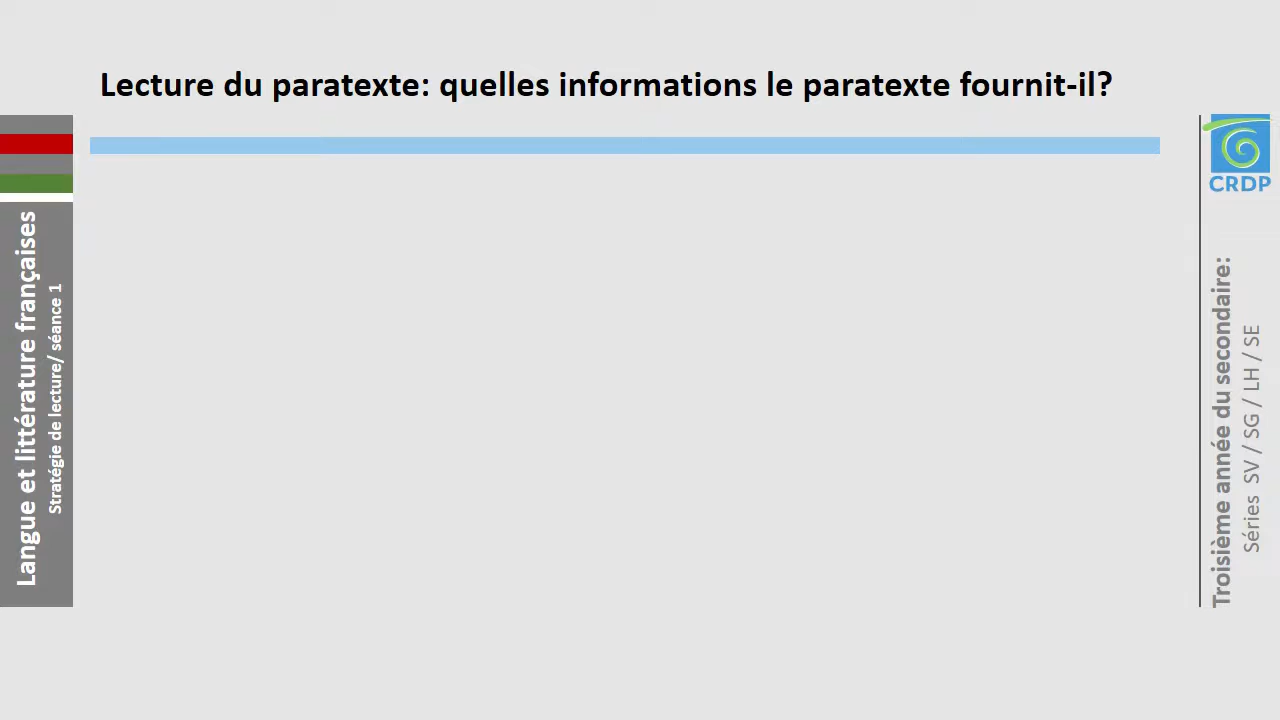 Lecture du paratexte: quelles informations le paratexte fournit-il?
Langue et littérature françaises
Stratégie de lecture/ séance 1
CRDP
Troisième année du secondaire:
Séries SV / SG / LH / SE